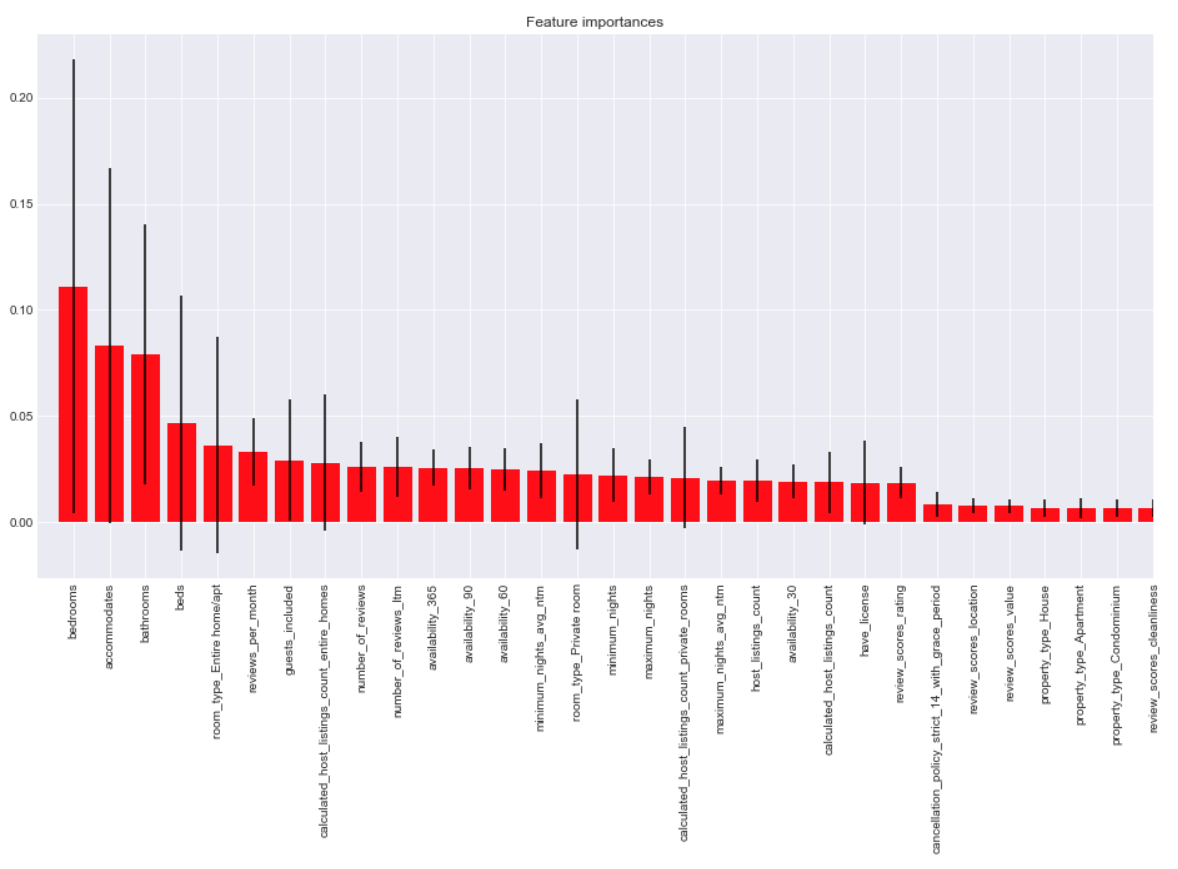 Feature importances
0.20
0.15
0.10
0.05
0.00
bedrooms
accommodates
bathrooms
beds
room_type_Entire home/apt
reviews_per_month
guests_included
calculated_host_listings_count_entire_homes
number_of_reviews
number_of_reviews_ltm
availability_365
availability_90
availability_60
minimum_nights_avg_ntm
room_type_Private room
minimum_nights
maximum_nights
calculated_host_listings_count_private_rooms
maximum_nights_avg_ntm
host_listings_count
availability_30
calculated_host_listings_count
have_license
review_scores_rating
cancellation_policy_strict_14_with_grace_period
review_scores_location
review_scores_value
property_type_House
property_type_Apartment
property_type_Condominium
review_scores_cleanliness